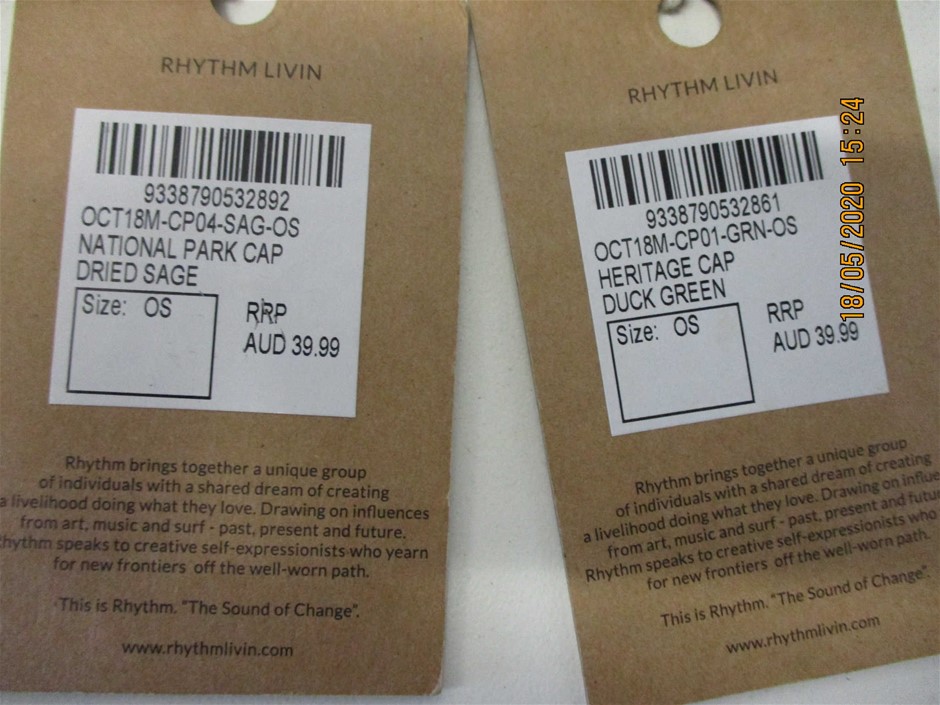 RHYTHM LIVIN
9338790532892
OCT18M-CP04-SAG-OS
NATIONAL PARK CAP
DRIED SAGE
Size: OS
RRP
AUD 39.99
Rhythm brings together a unique group
of individuals with a shared dream of creating
a livelihood doing what they love. Drawing on influences
from art, music and surf - past, present and future.
hythm speaks to creative self-expressionists who yearn
for new frontiers off the well-worn path.
This is Rhythm. "The Sound of Change".
www.rhythmlivin.com
RHYTHM LIVIN
9338790532861
OCT18M-CP01-GRN-OS
HERITAGE CAP
DUCK GREEN
Size: OS
RRP
AUD 39.99
Rhythm brings together a unique group
of individuals with a shared dream of creating
a livelihood doing what they love. Drawing on influe
from art, music and surf - past, present and futur
Rhythm speaks to creative self-expressionists who
for new frontiers off the well-worn path.
This is Rhythm. "The Sound of Change".
www.rhythmlivin.com
18/05/2020 15:24